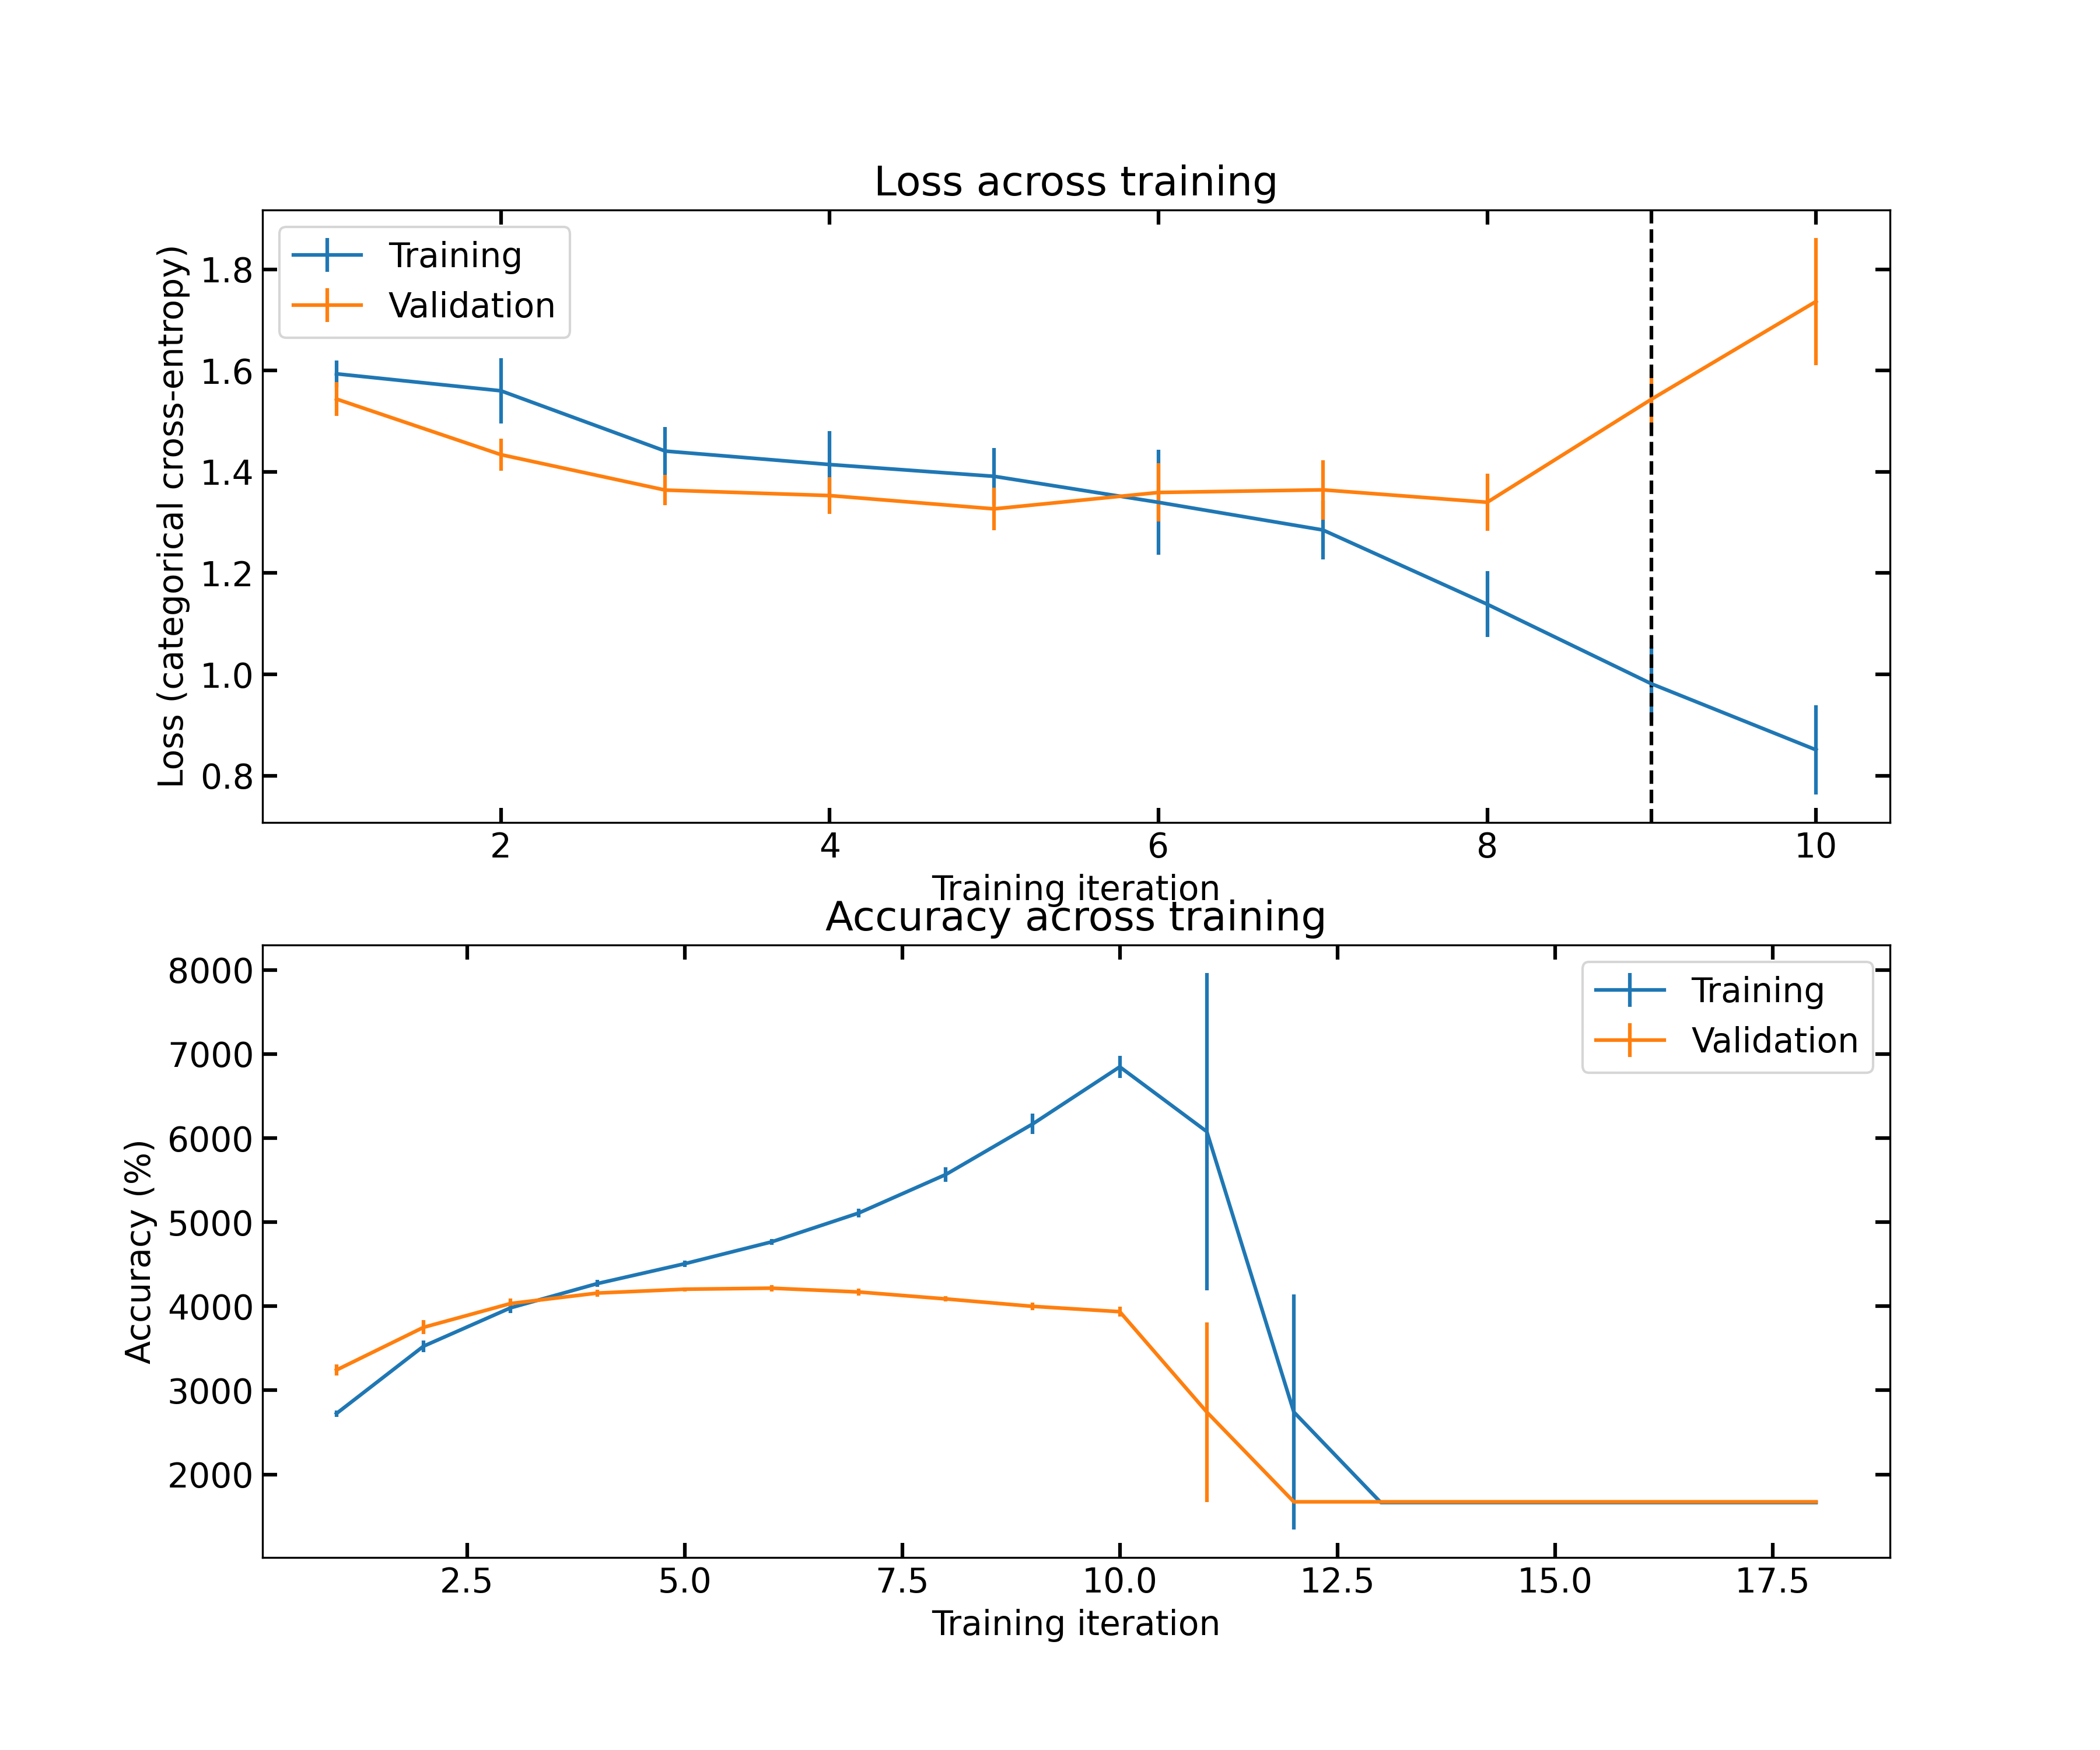 Loss across training
Loss (categorical cross-entropy)
1.8
1.6
1.4
1.2
1.0
0.8
Training
Validation
2 4 6 8 10
Training iteration
Accuracy across training
Accuracy (%)
8000
7000
6000
5000
4000
3000
2000
Training
Validation
2.5 5.0 7.5 10.0 12.5 15.0 17.5
Training iteration